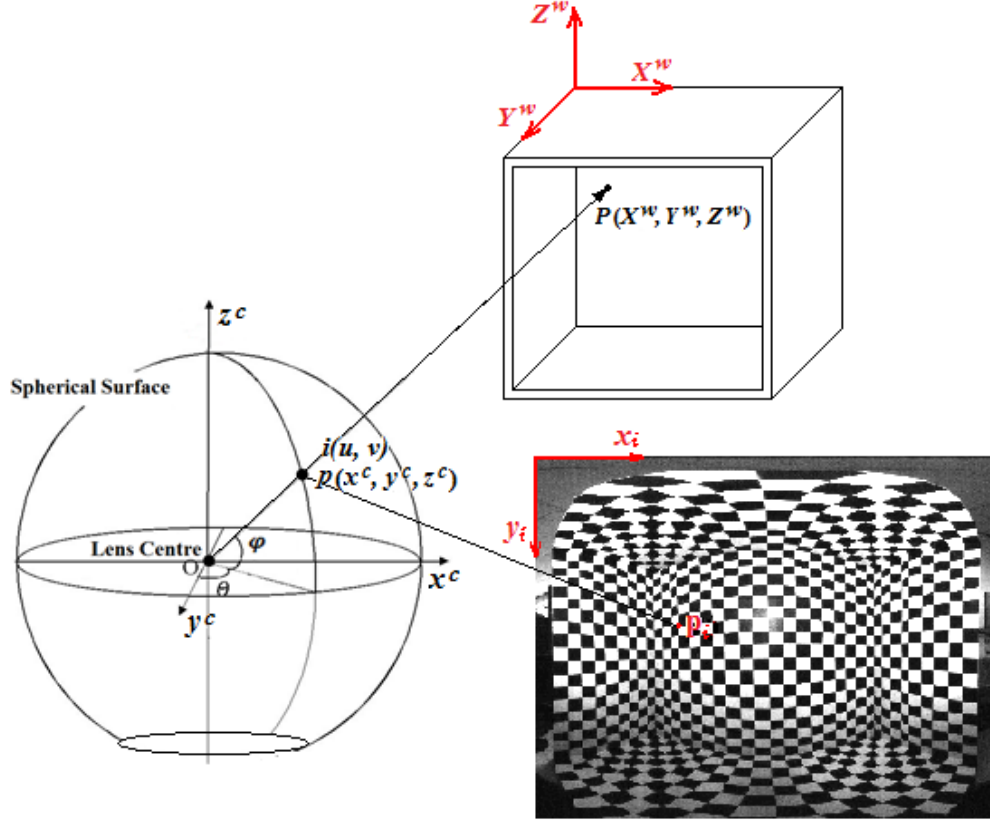 Z^w
X^w
Y^w
P(X^w, Y^w, Z^w)
z^c
Spherical Surface
i(u, v)
p(x^c, y^c, z^c)
Lens Centre
φ
O
θ
x^c
y^c
x_i
y_i
p_i